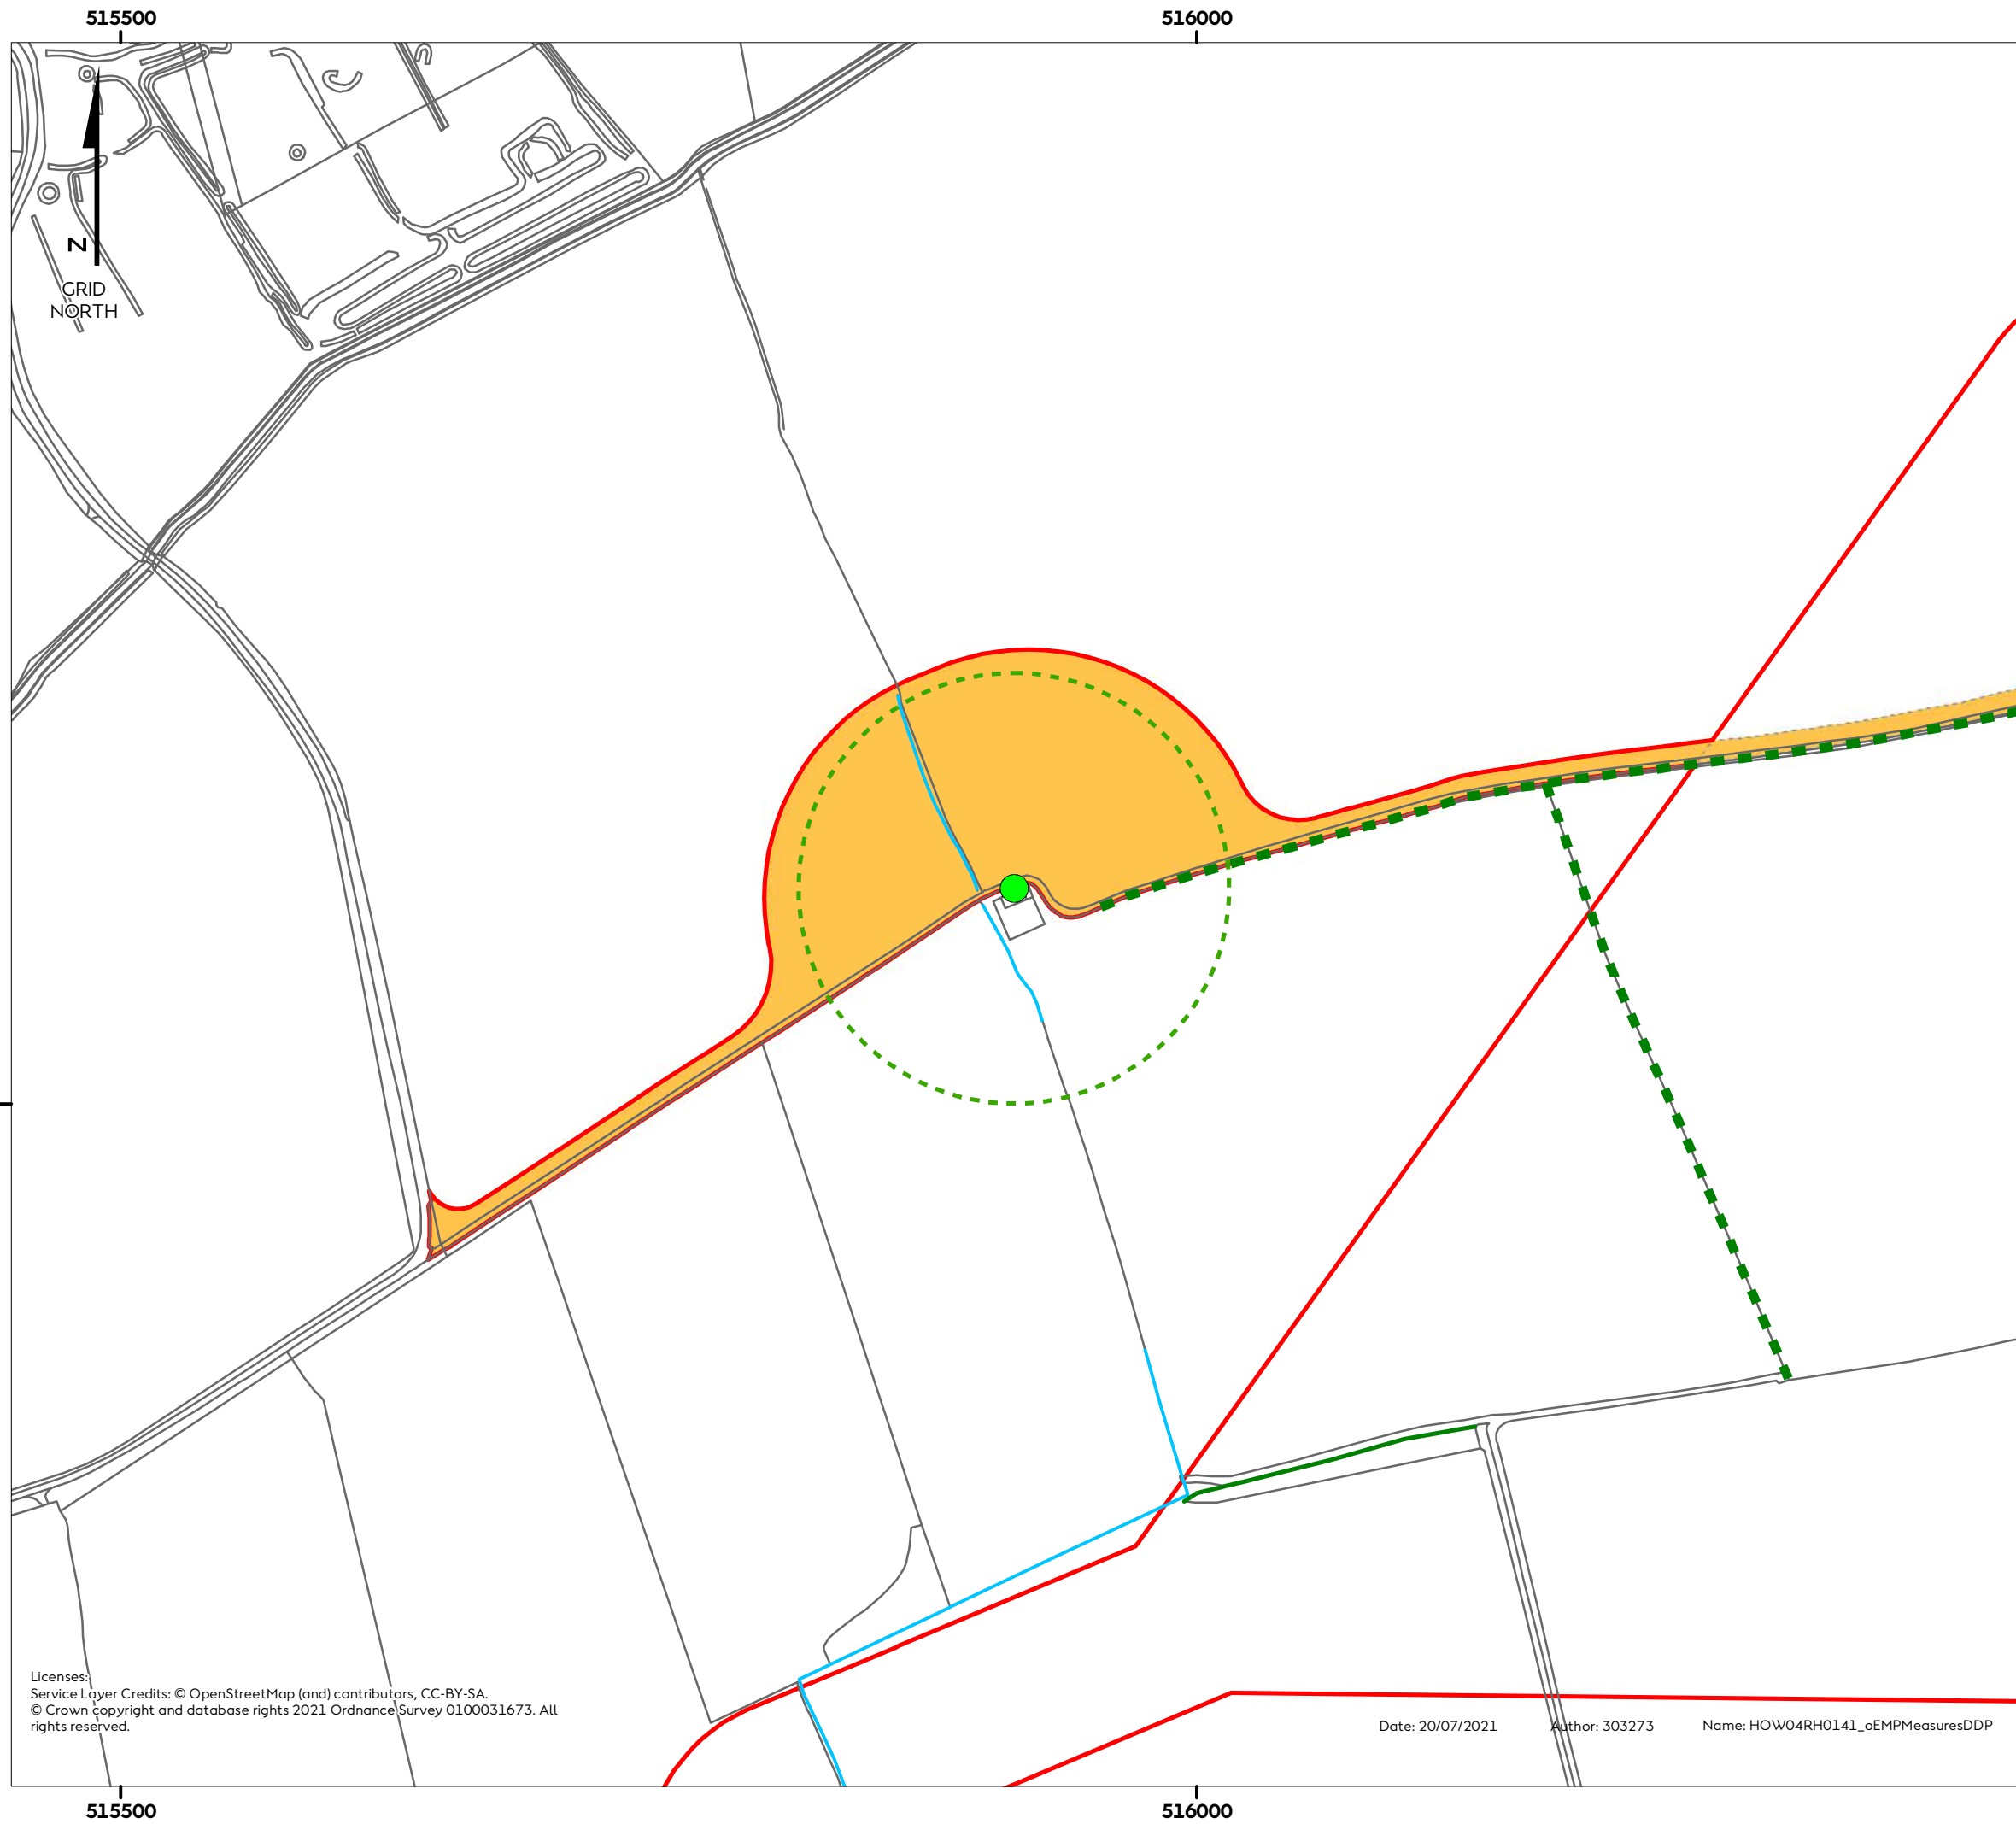 515500
516000
N
GRID
NORTH
Licenses:
Service Layer Credits: © OpenStreetMap (and) contributors, CC-BY-SA.
© Crown copyright and database rights 2021 Ordnance Survey 0100031673. All
rights reserved.
Date: 20/07/2021
Author: 303273
Name: HOW04RH0141_oEMPMeasuresDDP
515500
516000